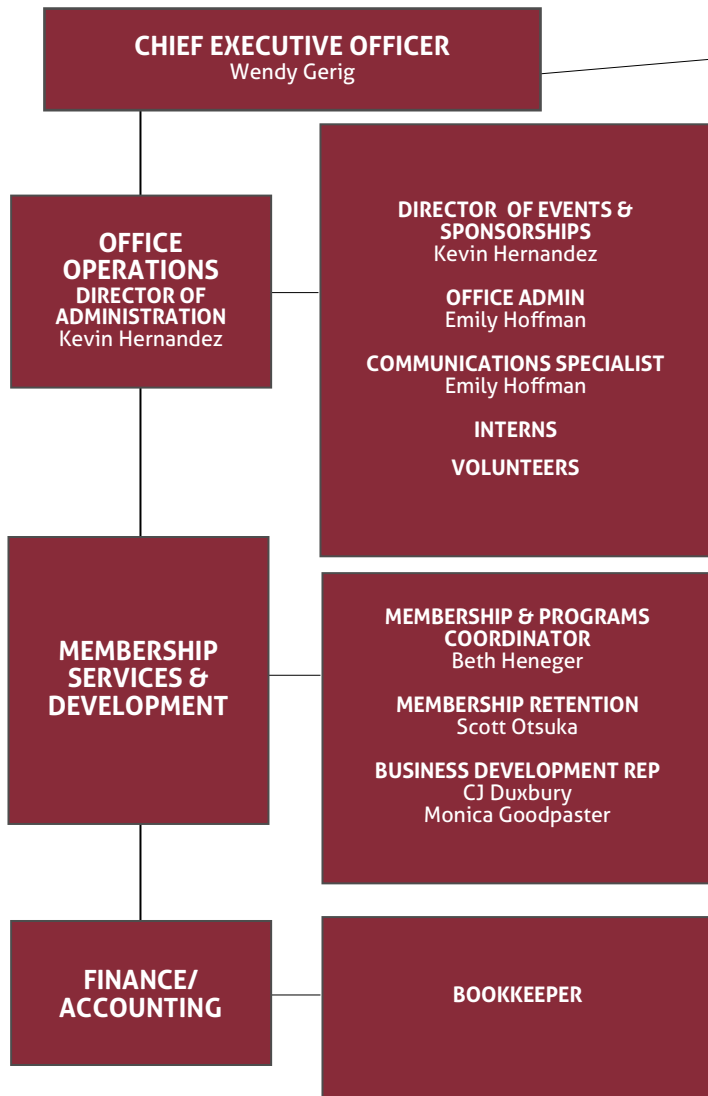 CHIEF EXECUTIVE OFFICER
Wendy Gerig
OFFICE
OPERATIONS
DIRECTOR OF
ADMINISTRATION
Kevin Hernandez
DIRECTOR OF EVENTS &
SPONSORSHIPS
Kevin Hernandez
OFFICE ADMIN
Emily Hoffman
COMMUNICATIONS SPECIALIST
Emily Hoffman
INTERNS
VOLUNTEERS
MEMBERSHIP
SERVICES &
DEVELOPMENT
MEMBERSHIP & PROGRAMS
COORDINATOR
Beth Heneger
MEMBERSHIP RETENTION
Scott Otsuka
BUSINESS DEVELOPMENT REP
CJ Duxbury
Monica Goodpaster
FINANCE/
ACCOUNTING
BOOKKEEPER